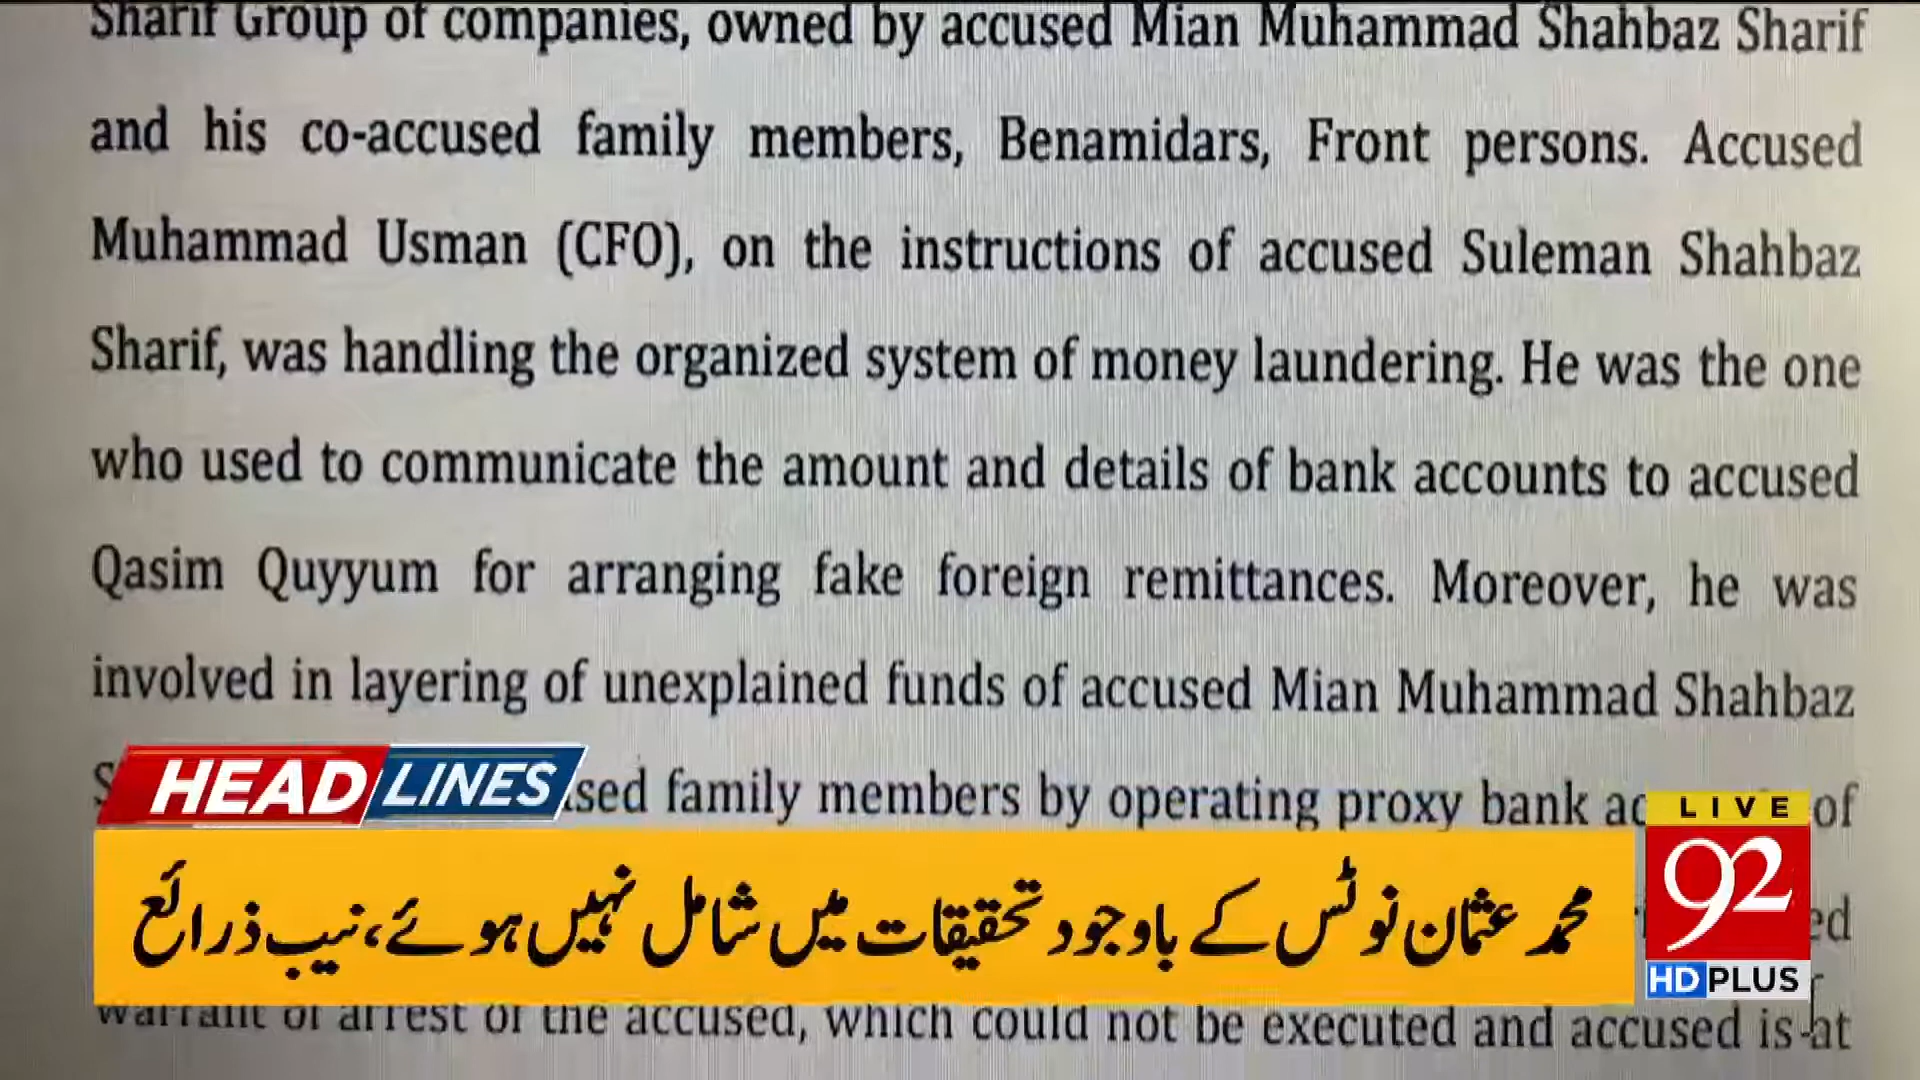 Sharif Group of companies, owned by accused Mian Muhammad Shahbaz Sharif
and his co-accused family members, Benamidars, Front persons. Accused
Muhammad Usman (CFO), on the instructions of accused Suleman Shahbaz
Sharif, was handling the organized system of money laundering. He was the one
who used to communicate the amount and details of bank accounts to accused
Qasim Quyyum for arranging fake foreign remittances. Moreover, he was
involved in layering of unexplained funds of accused Mian Muhammad Shahbaz
family members by operating proxy bank of
warrant of arrest of the accused, which could not be executed and accused is at
HEADLINES
محمد عثمان نوٹس کے باوجود تحقیقات میں شامل نہیں ہوئے، نیب ذرائع
LIVE
92
HD PLUS